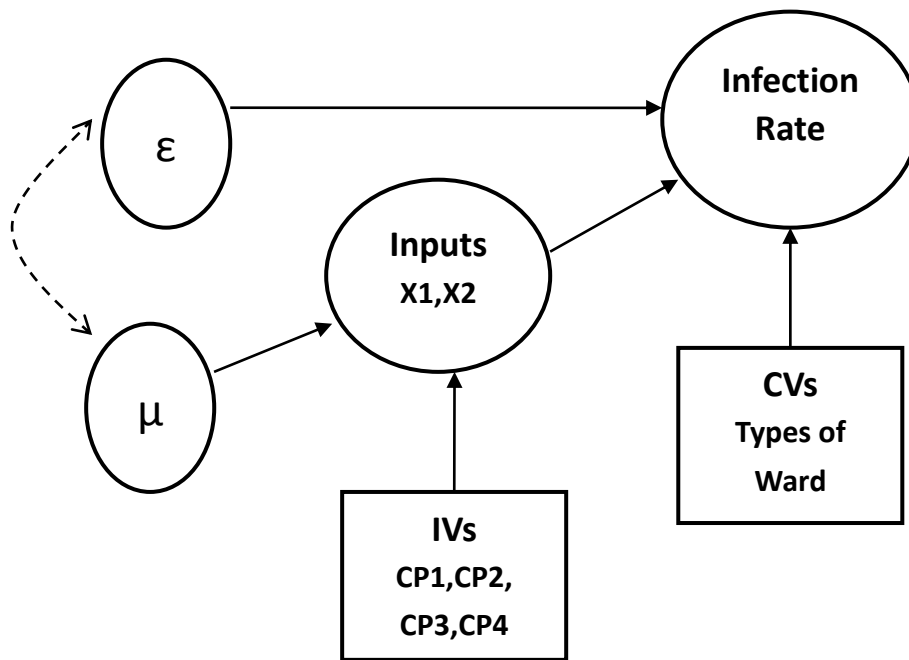 ε
Infection
Rate
Inputs
X1,X2
μ
CVs
Types of
Ward
IVs
CP1,CP2,
CP3,CP4